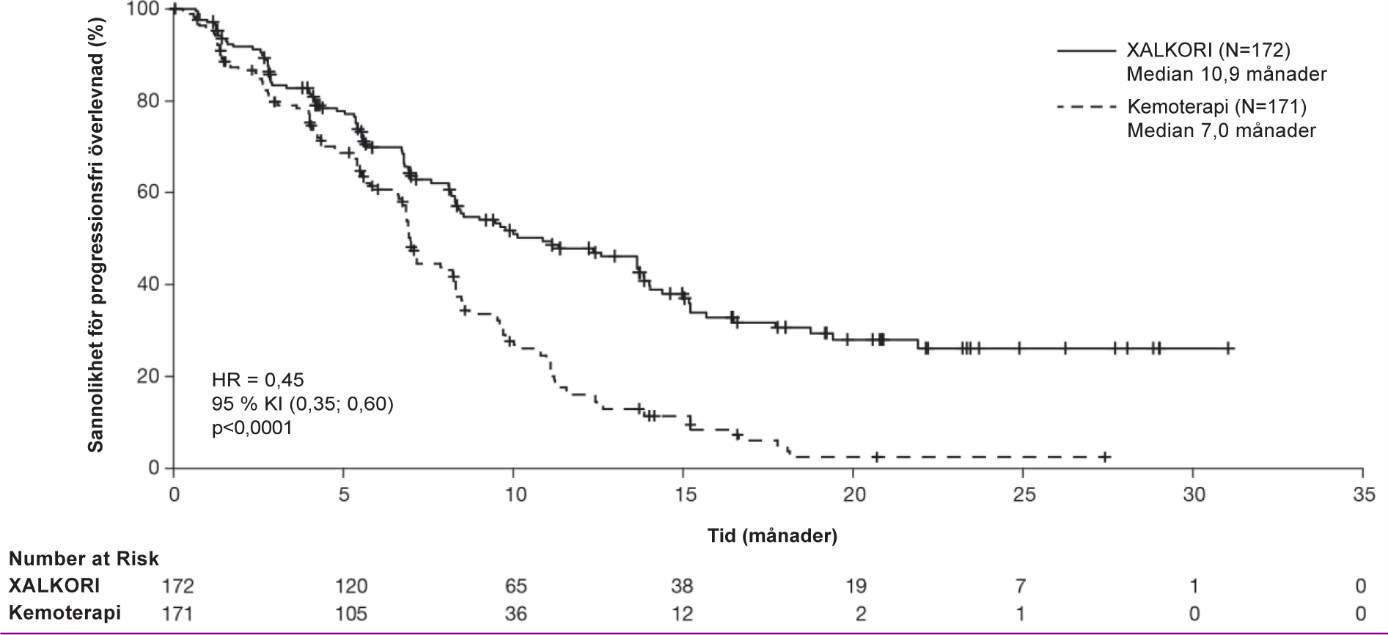 100
80
60
40
20
0
Sannolikhet för progressionsfri överlevnad (%)
XALKORI (N=172)
Median 10,9 månader
Kemoterapi (N=171)
Median 7,0 månader
HR = 0,45
95 % KI (0,35; 0,60)
p<0,0001
0 5 10 15 20 25 30 35
Tid (månader)
Number at Risk
XALKORI 172 120 65 38 19 7 1 0
Kemoterapi 171 105 36 12 2 1 0 0